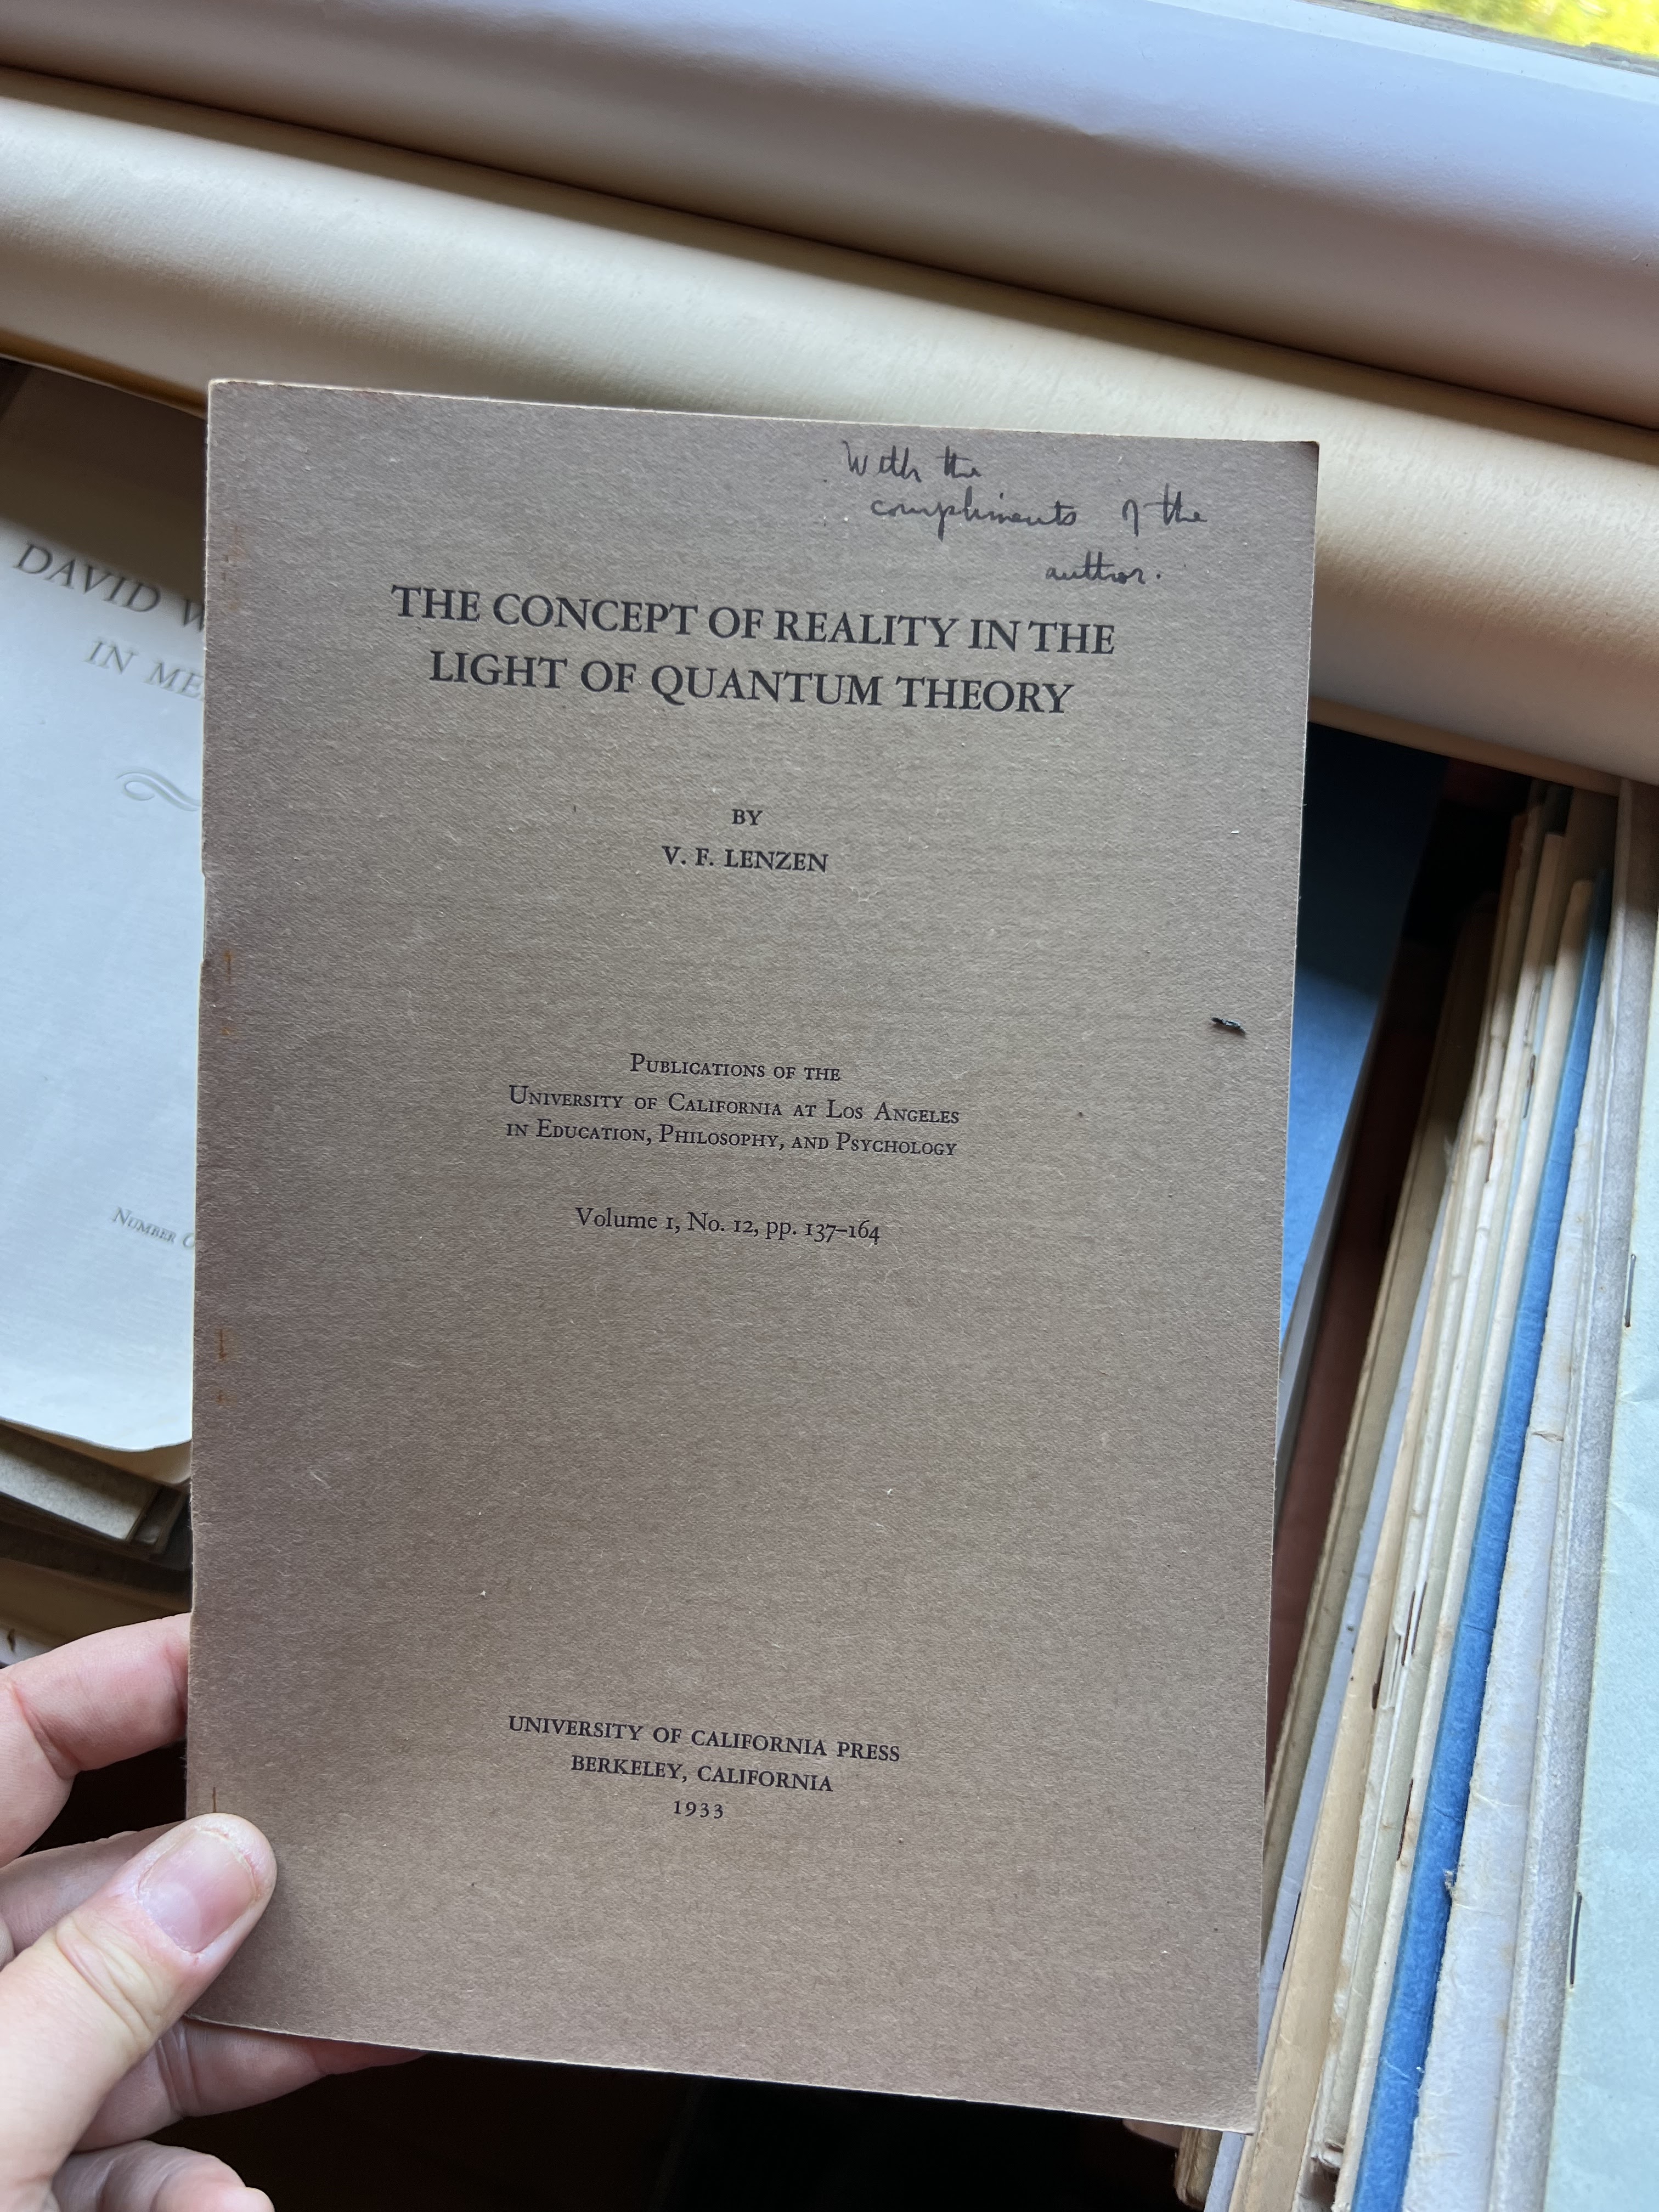 With the
compliments of the
author.
THE CONCEPT OF REALITY IN THE
LIGHT OF QUANTUM THEORY
BY
V. F. LENZEN
PUBLICATIONS OF THE
UNIVERSITY OF CALIFORNIA AT LOS ANGELES
IN EDUCATION, PHILOSOPHY, AND PSYCHOLOGY
Volume 1, No. 12, pp. 137–164
UNIVERSITY OF CALIFORNIA PRESS
BERKELEY, CALIFORNIA
1933
DAVID
IN
NUMBER